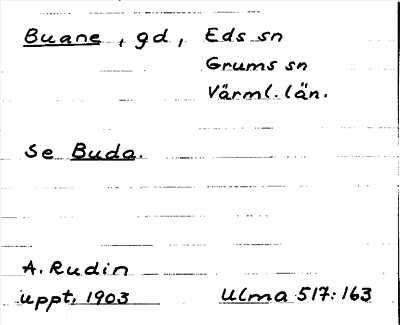 Buane, gd, Eds sn
Grums sn
Värml. län.
Se Buda.
A. Rudin
uppt. 1903 Ulma 517:163